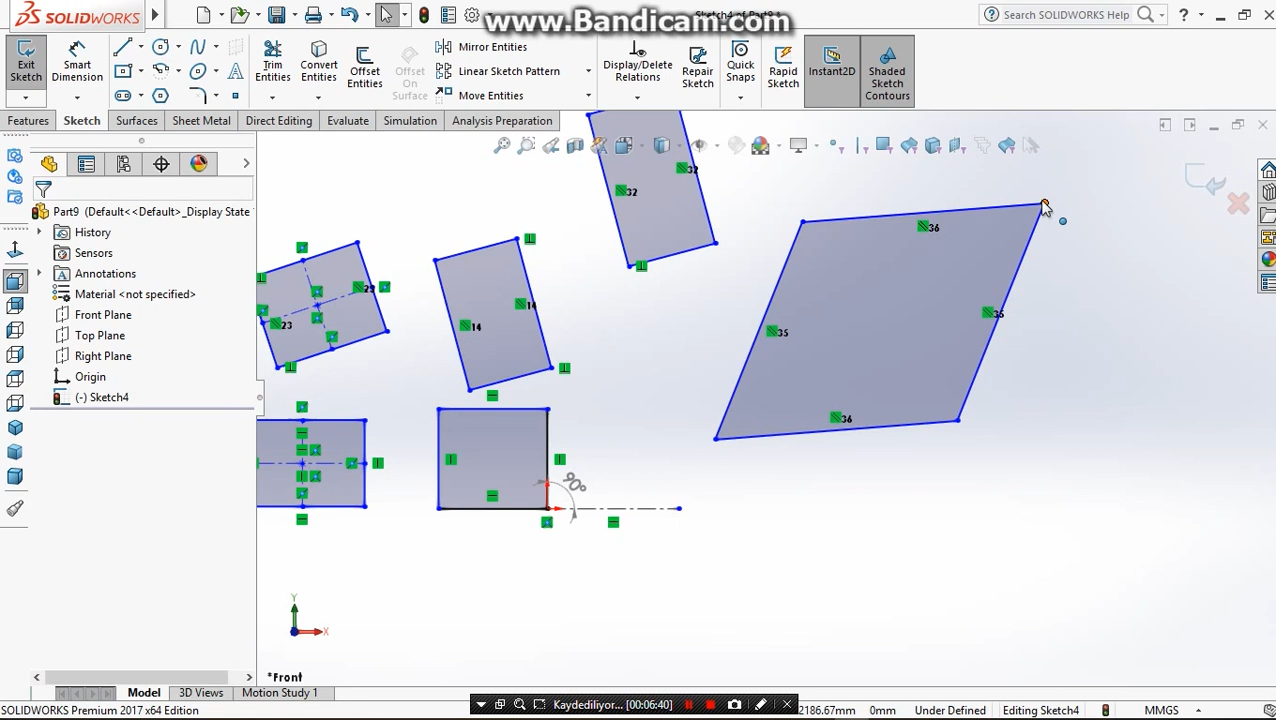 SOLIDWORKS
www.Bandicam.com
Sketch4 of Part9 *
Search SOLIDWORKS Help
?
Exit Sketch
Smart Dimension
Trim Entities
Convert Entities
Offset Entities
Offset On Surface
Mirror Entities
Linear Sketch Pattern
Move Entities
Display/Delete Relations
Repair Sketch
Quick Snaps
Rapid Sketch
Instant2D
Shaded Sketch Contours
Features
Sketch
Surfaces
Sheet Metal
Direct Editing
Evaluate
Simulation
Analysis Preparation
Part9 (Default<<Default>_Display State
History
Sensors
Annotations
Material <not specified>
Front Plane
Top Plane
Right Plane
Origin
(-) Sketch4
32
32
36
23
14
35
23
14
35
36
90°
Y
X
*Front
Model
3D Views
Motion Study 1
SOLIDWORKS Premium 2017 x64 Edition
Kaydediliyor... [00:06:40]
2186.67mm
0mm
Under Defined
Editing Sketch4
MMGS